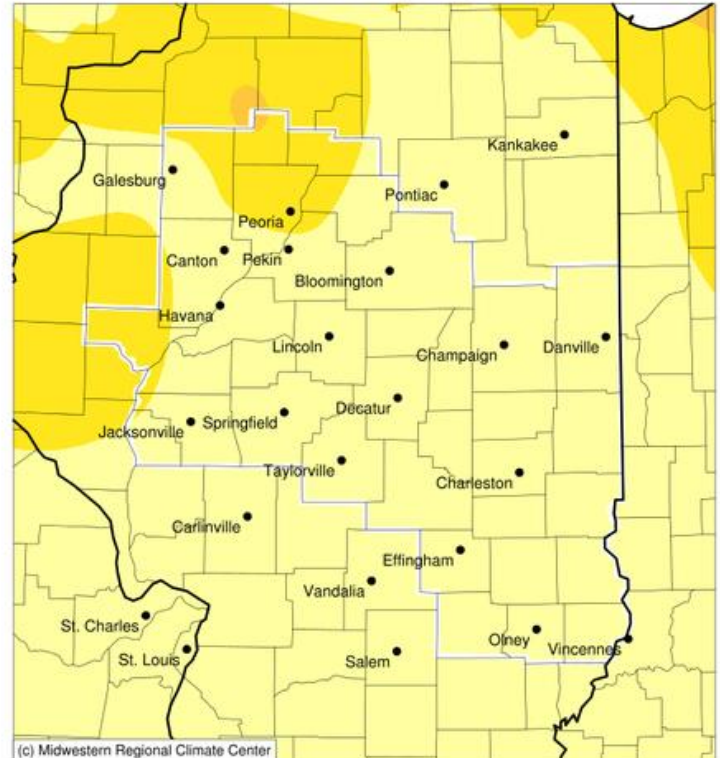 Kankakee
Galesburg
Pontiac
Peoria
Canton
Pekin
Bloomington
Havana
Lincoln
Champaign
Danville
Decatur
Jacksonville
Springfield
Taylorville
Charleston
Carlinville
Effingham
Vandalia
St. Charles
Olney
Vincennes
St. Louis
Salem
(c) Midwestern Regional Climate Center